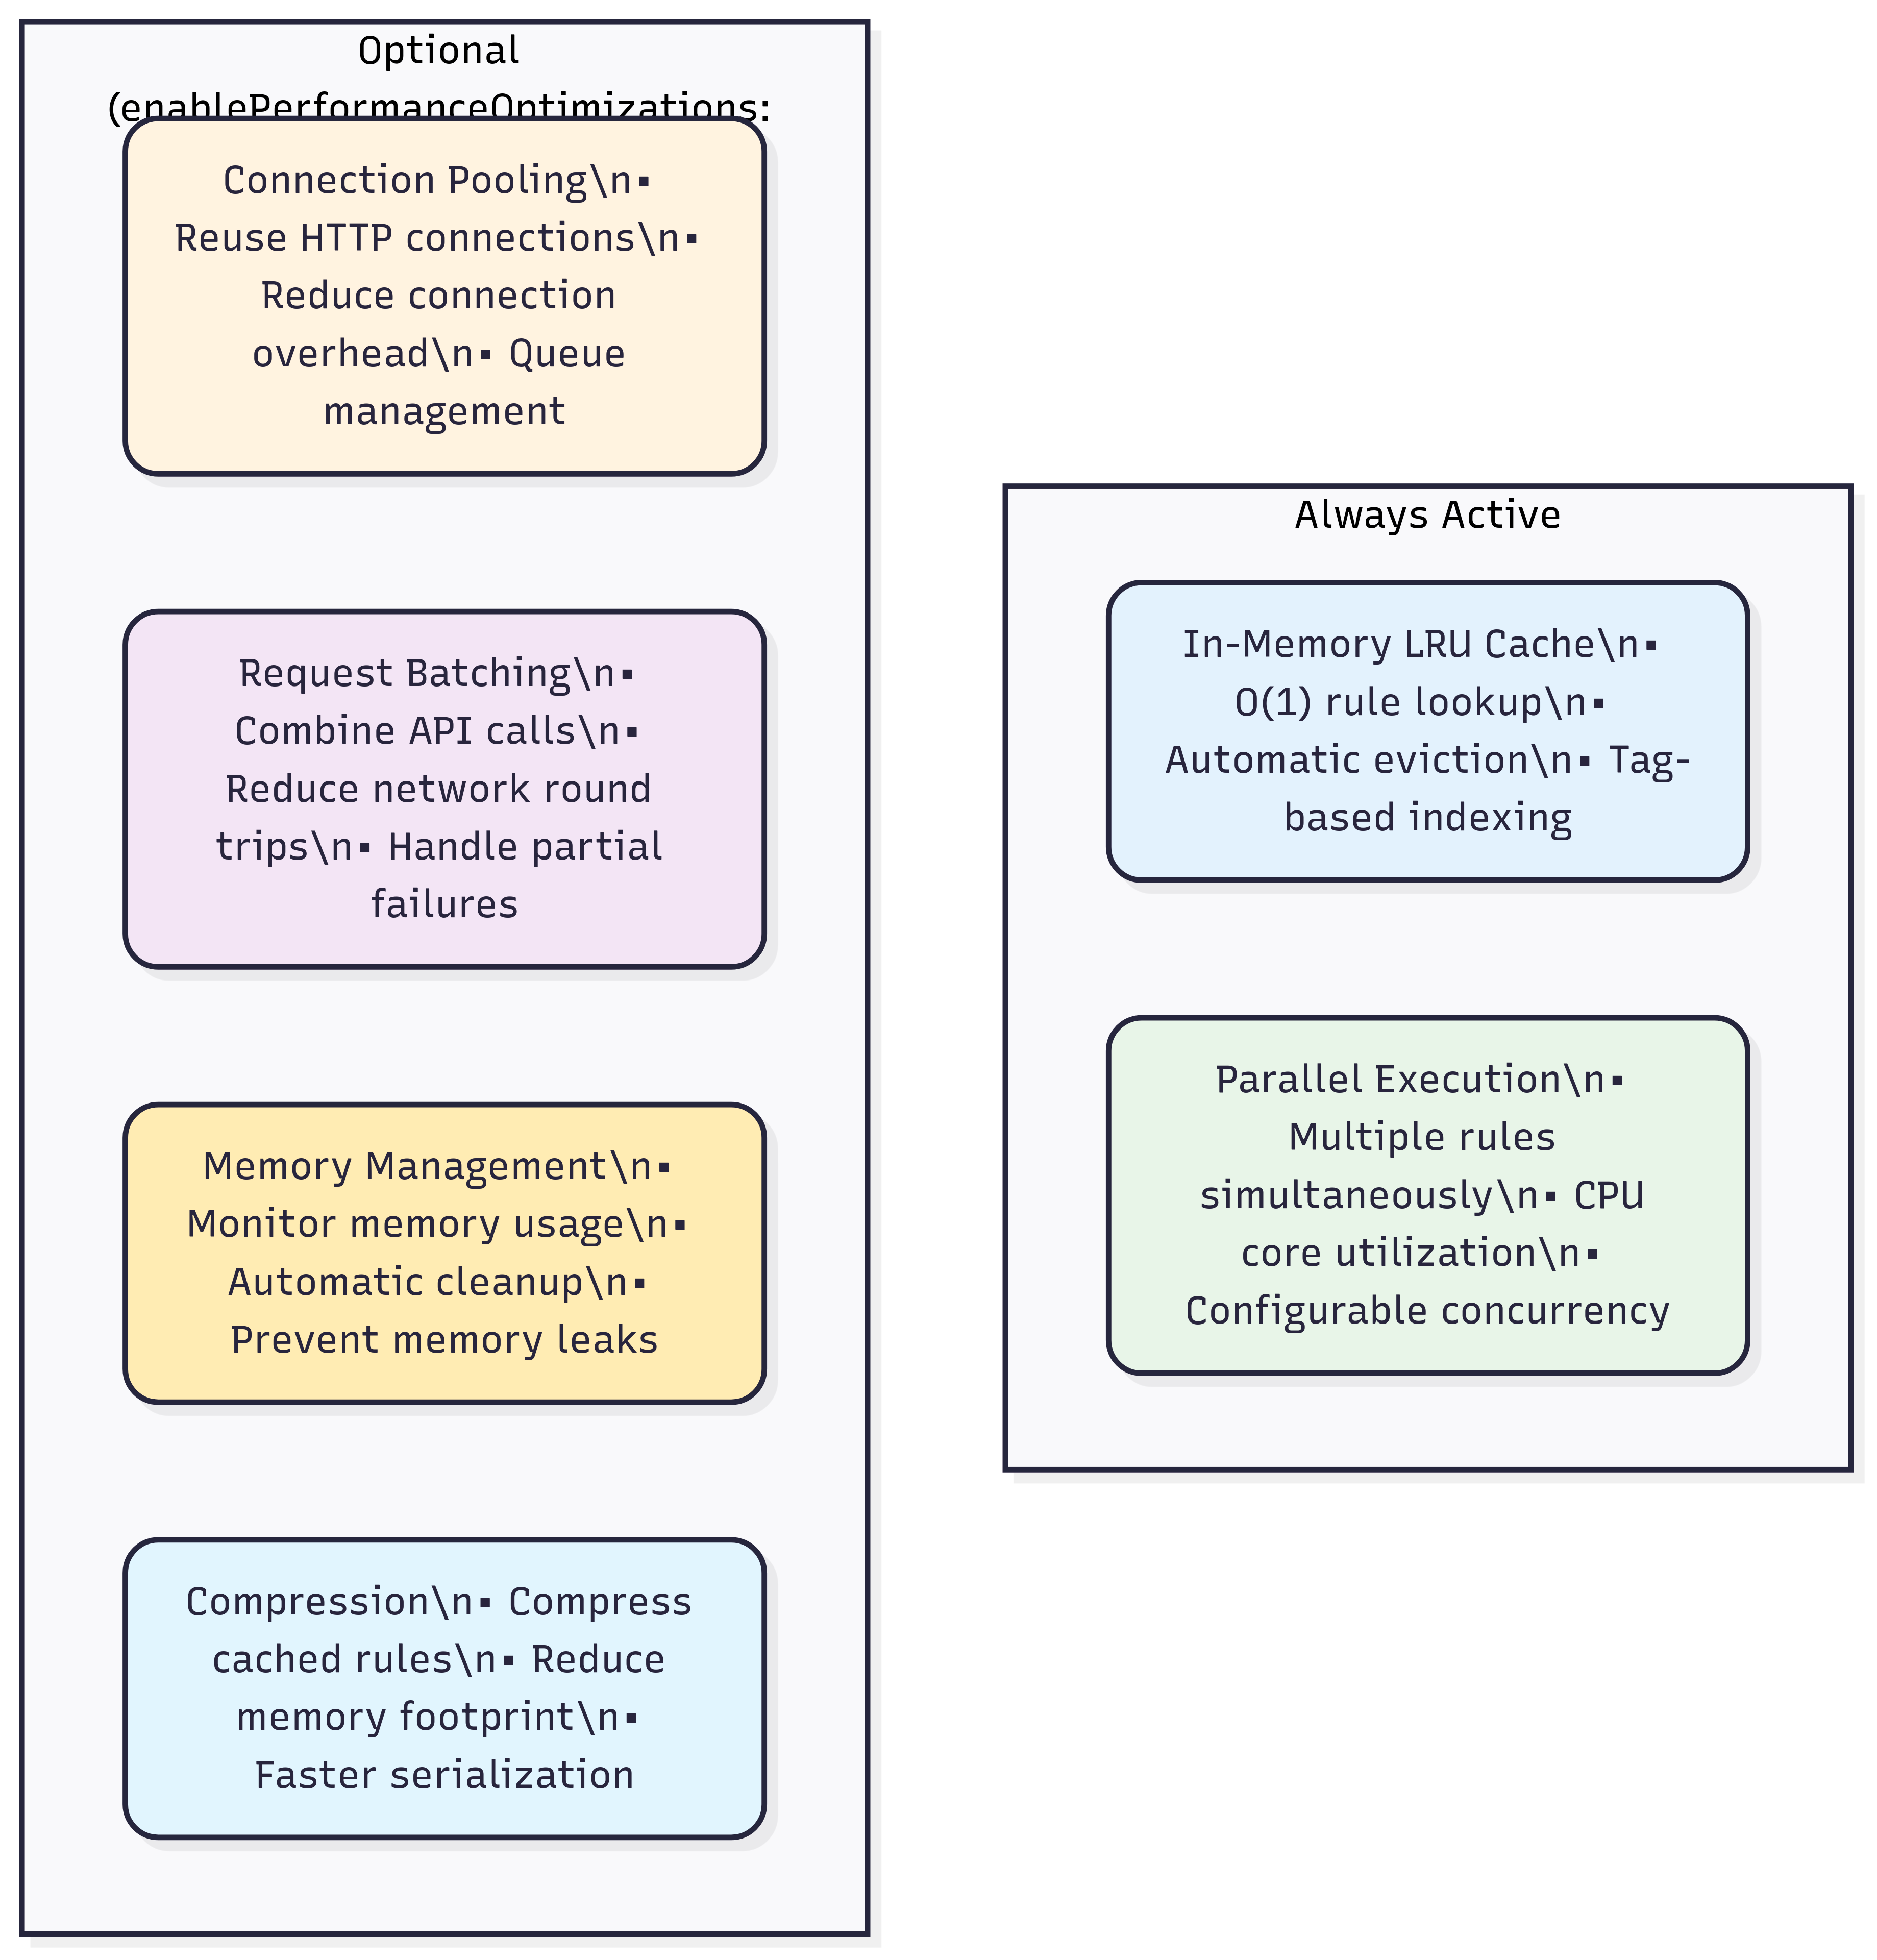 Optional
(enablePerformanceOptimizations:
Connection Pooling\n▪
Reuse HTTP connections\n▪
Reduce connection
overhead\n▪ Queue
management
Request Batching\n▪
Combine API calls\n▪
Reduce network round
trips\n▪ Handle partial
failures
Memory Management\n▪
Monitor memory usage\n▪
Automatic cleanup\n▪
Prevent memory leaks
Compression\n▪ Compress
cached rules\n▪ Reduce
memory footprint\n▪
Faster serialization
Always Active
In-Memory LRU Cache\n▪
O(1) rule lookup\n▪
Automatic eviction\n▪ Tag-
based indexing
Parallel Execution\n▪
Multiple rules
simultaneously\n▪ CPU
core utilization\n▪
Configurable concurrency